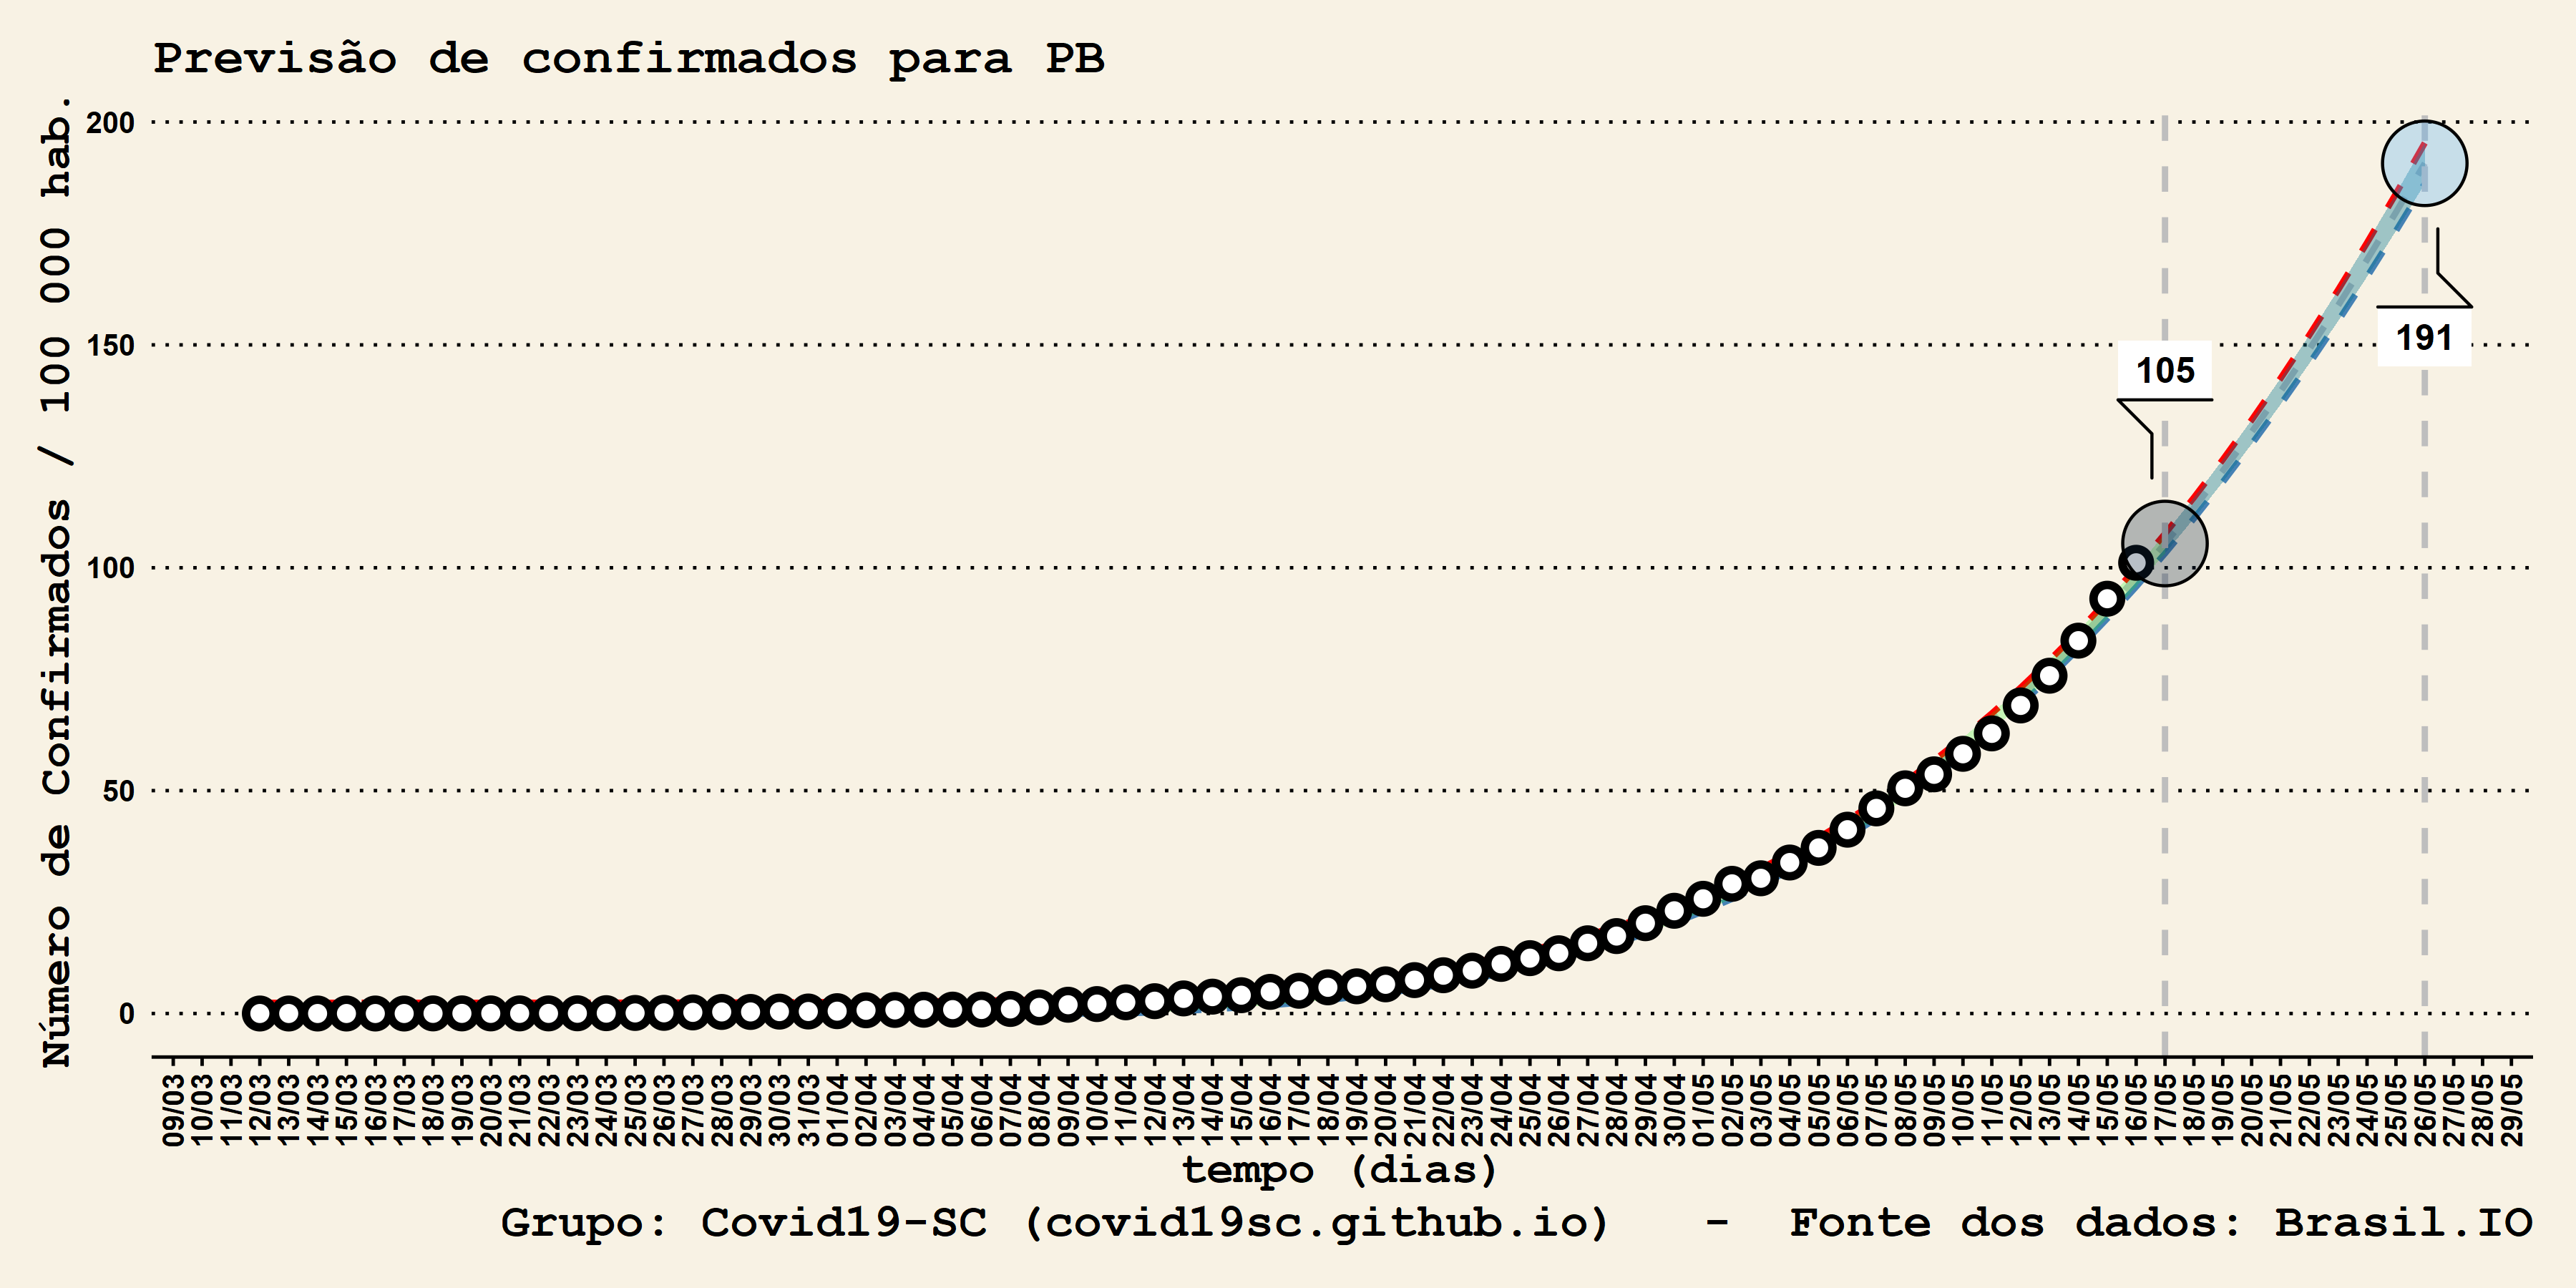 Previsão de confirmados para PB
Número de Confirmados / 100 000 hab.
200
150
100
50
0
105
191
09/03 10/03 11/03 12/03 13/03 14/03 15/03 16/03 17/03 18/03 19/03 20/03 21/03 22/03 23/03 24/03 25/03 26/03 27/03 28/03 29/03 30/03 31/03 01/04 02/04 03/04 04/04 05/04 06/04 07/04 08/04 09/04 10/04 11/04 12/04 13/04 14/04 15/04 16/04 17/04 18/04 19/04 20/04 21/04 22/04 23/04 24/04 25/04 26/04 27/04 28/04 29/04 30/04 01/05 02/05 03/05 04/05 05/05 06/05 07/05 08/05 09/05 10/05 11/05 12/05 13/05 14/05 15/05 16/05 17/05 18/05 19/05 20/05 21/05 22/05 23/05 24/05 25/05 26/05 27/05 28/05 29/05
tempo (dias)
Grupo: Covid19-SC (covid19sc.github.io) - Fonte dos dados: Brasil.IO